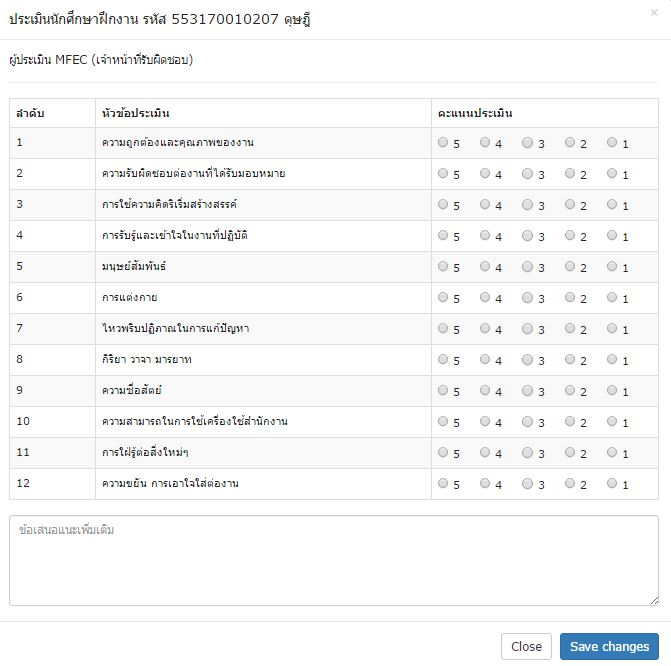 ประเมินนักศึกษาฝึกงาน รหัส 553170010207 ดุษฎี
×
ผู้ประเมิน MFEC (เจ้าหน้าที่รับผิดชอบ)
ลำดับ หัวข้อประเมิน คะแนนประเมิน
1 ความถูกต้องและคุณภาพของงาน 5 4 3 2 1
2 ความรับผิดชอบต่องานที่ได้รับมอบหมาย 5 4 3 2 1
3 การใช้ความคิดริเริ่มสร้างสรรค์ 5 4 3 2 1
4 การรับรู้และเข้าใจในงานที่ปฏิบัติ 5 4 3 2 1
5 มนุษย์สัมพันธ์ 5 4 3 2 1
6 การแต่งกาย 5 4 3 2 1
7 ไหวพริบปฏิภาณในการแก้ปัญหา 5 4 3 2 1
8 กิริยา วาจา มารยาท 5 4 3 2 1
9 ความซื่อสัตย์ 5 4 3 2 1
10 ความสามารถในการใช้เครื่องใช้สำนักงาน 5 4 3 2 1
11 การใฝ่รู้ต่อสิ่งใหม่ๆ 5 4 3 2 1
12 ความขยัน การเอาใจใส่ต่องาน 5 4 3 2 1
ข้อเสนอแนะเพิ่มเติม
Close Save changes